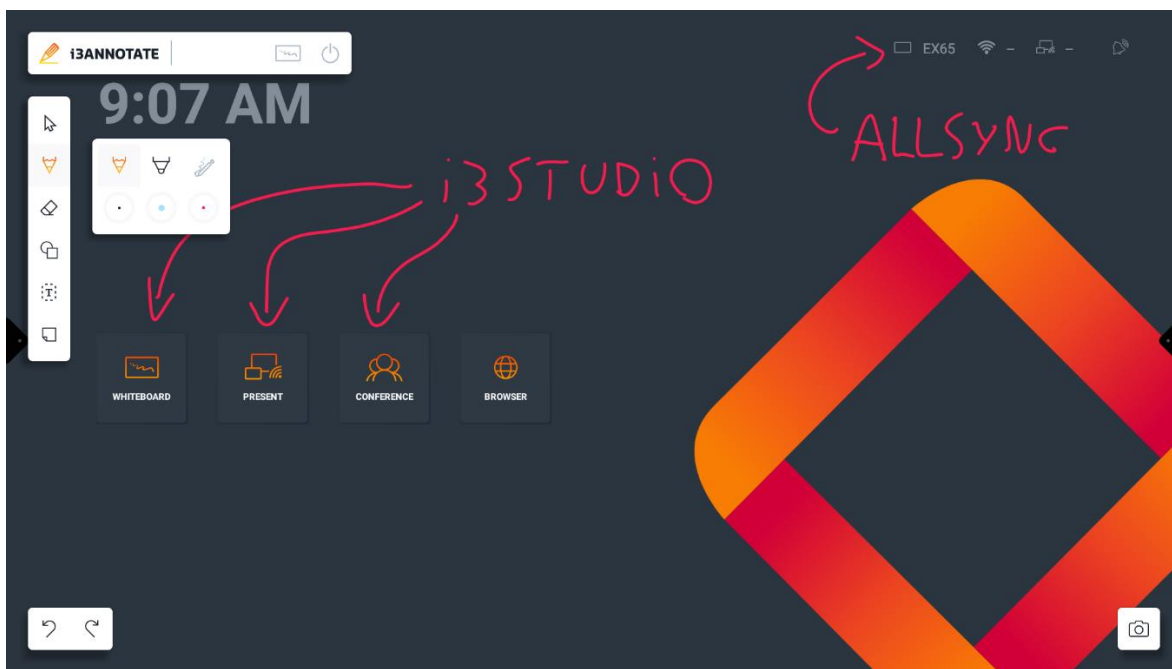 i3ANNOTATE
EX65 – –
9:07 AM
ALLSYNC
i3STUDiO
T
WHITEBOARD
PRESENT
CONFERENCE
BROWSER